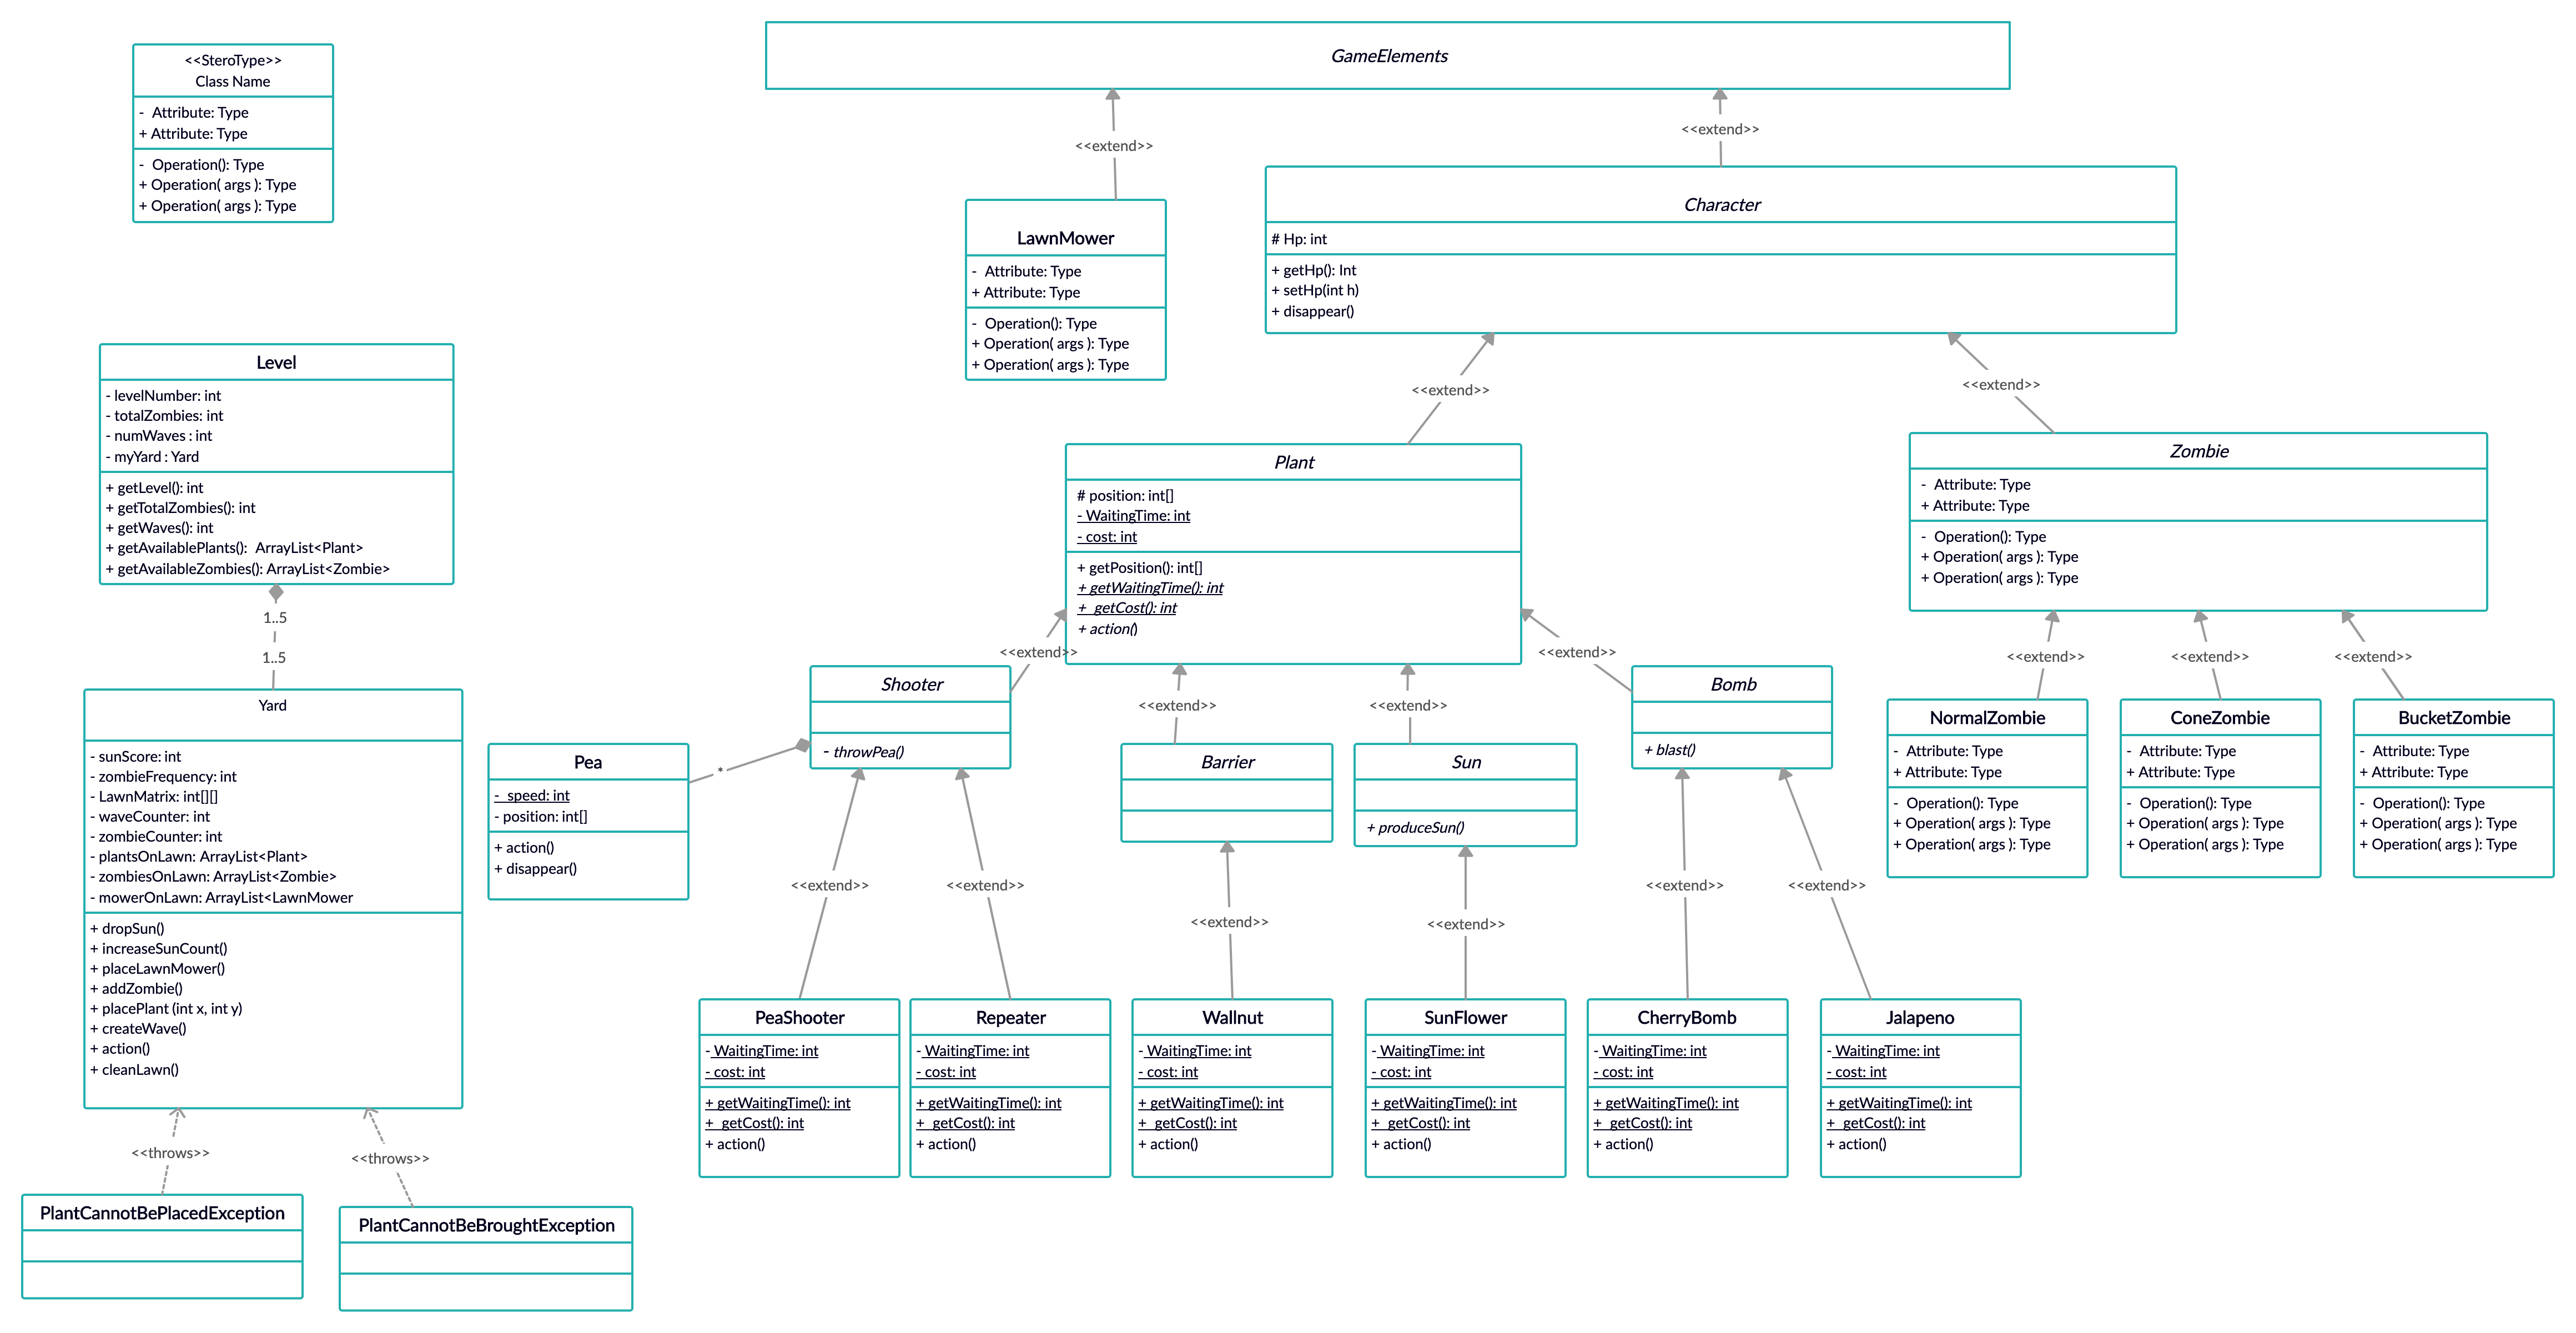 <<SteroType>>
Class Name
- Attribute: Type
+ Attribute: Type
- Operation(): Type
+ Operation( args ): Type
+ Operation( args ): Type
GameElements
<<extend>>
<<extend>>
LawnMower
- Attribute: Type
+ Attribute: Type
- Operation(): Type
+ Operation( args ): Type
+ Operation( args ): Type
Character
# Hp: int
+ getHp(): Int
+ setHp(int h)
+ disappear()
<<extend>>
<<extend>>
Level
- levelNumber: int
- totalZombies: int
- numWaves : int
- myYard : Yard
+ getLevel(): int
+ getTotalZombies(): int
+ getWaves(): int
+ getAvailablePlants(): ArrayList<Plant>
+ getAvailableZombies(): ArrayList<Zombie>
1..5
1..5
Yard
- sunScore: int
- zombieFrequency: int
- LawnMatrix: int[][]
- waveCounter: int
- zombieCounter: int
- plantsOnLawn: ArrayList<Plant>
- zombiesOnLawn: ArrayList<Zombie>
- mowerOnLawn: ArrayList<LawnMower
+ dropSun()
+ increaseSunCount()
+ placeLawnMower()
+ addZombie()
+ placePlant (int x, int y)
+ createWave()
+ action()
+ cleanLawn()
<<throws>>
<<throws>>
PlantCannotBePlacedException
PlantCannotBeBroughtException
Plant
# position: int[]
- WaitingTime: int
- cost: int
+ getPosition(): int[]
+ getWaitingTime(): int
+ getCost(): int
+ action()
<<extend>>
<<extend>>
<<extend>>
<<extend>>
Zombie
- Attribute: Type
+ Attribute: Type
- Operation(): Type
+ Operation( args ): Type
+ Operation( args ): Type
<<extend>>
<<extend>>
<<extend>>
Pea
- speed: int
- position: int[]
+ action()
+ disappear()
*
Shooter
- throwPea()
Barrier
Sun
+ produceSun()
Bomb
+ blast()
NormalZombie
- Attribute: Type
+ Attribute: Type
- Operation(): Type
+ Operation( args ): Type
+ Operation( args ): Type
ConeZombie
- Attribute: Type
+ Attribute: Type
- Operation(): Type
+ Operation( args ): Type
+ Operation( args ): Type
BucketZombie
- Attribute: Type
+ Attribute: Type
- Operation(): Type
+ Operation( args ): Type
+ Operation( args ): Type
<<extend>>
<<extend>>
<<extend>>
<<extend>>
<<extend>>
<<extend>>
PeaShooter
- WaitingTime: int
- cost: int
+ getWaitingTime(): int
+ getCost(): int
+ action()
Repeater
- WaitingTime: int
- cost: int
+ getWaitingTime(): int
+ getCost(): int
+ action()
Wallnut
- WaitingTime: int
- cost: int
+ getWaitingTime(): int
+ getCost(): int
+ action()
SunFlower
- WaitingTime: int
- cost: int
+ getWaitingTime(): int
+ getCost(): int
+ action()
CherryBomb
- WaitingTime: int
- cost: int
+ getWaitingTime(): int
+ getCost(): int
+ action()
Jalapeno
- WaitingTime: int
- cost: int
+ getWaitingTime(): int
+ getCost(): int
+ action()